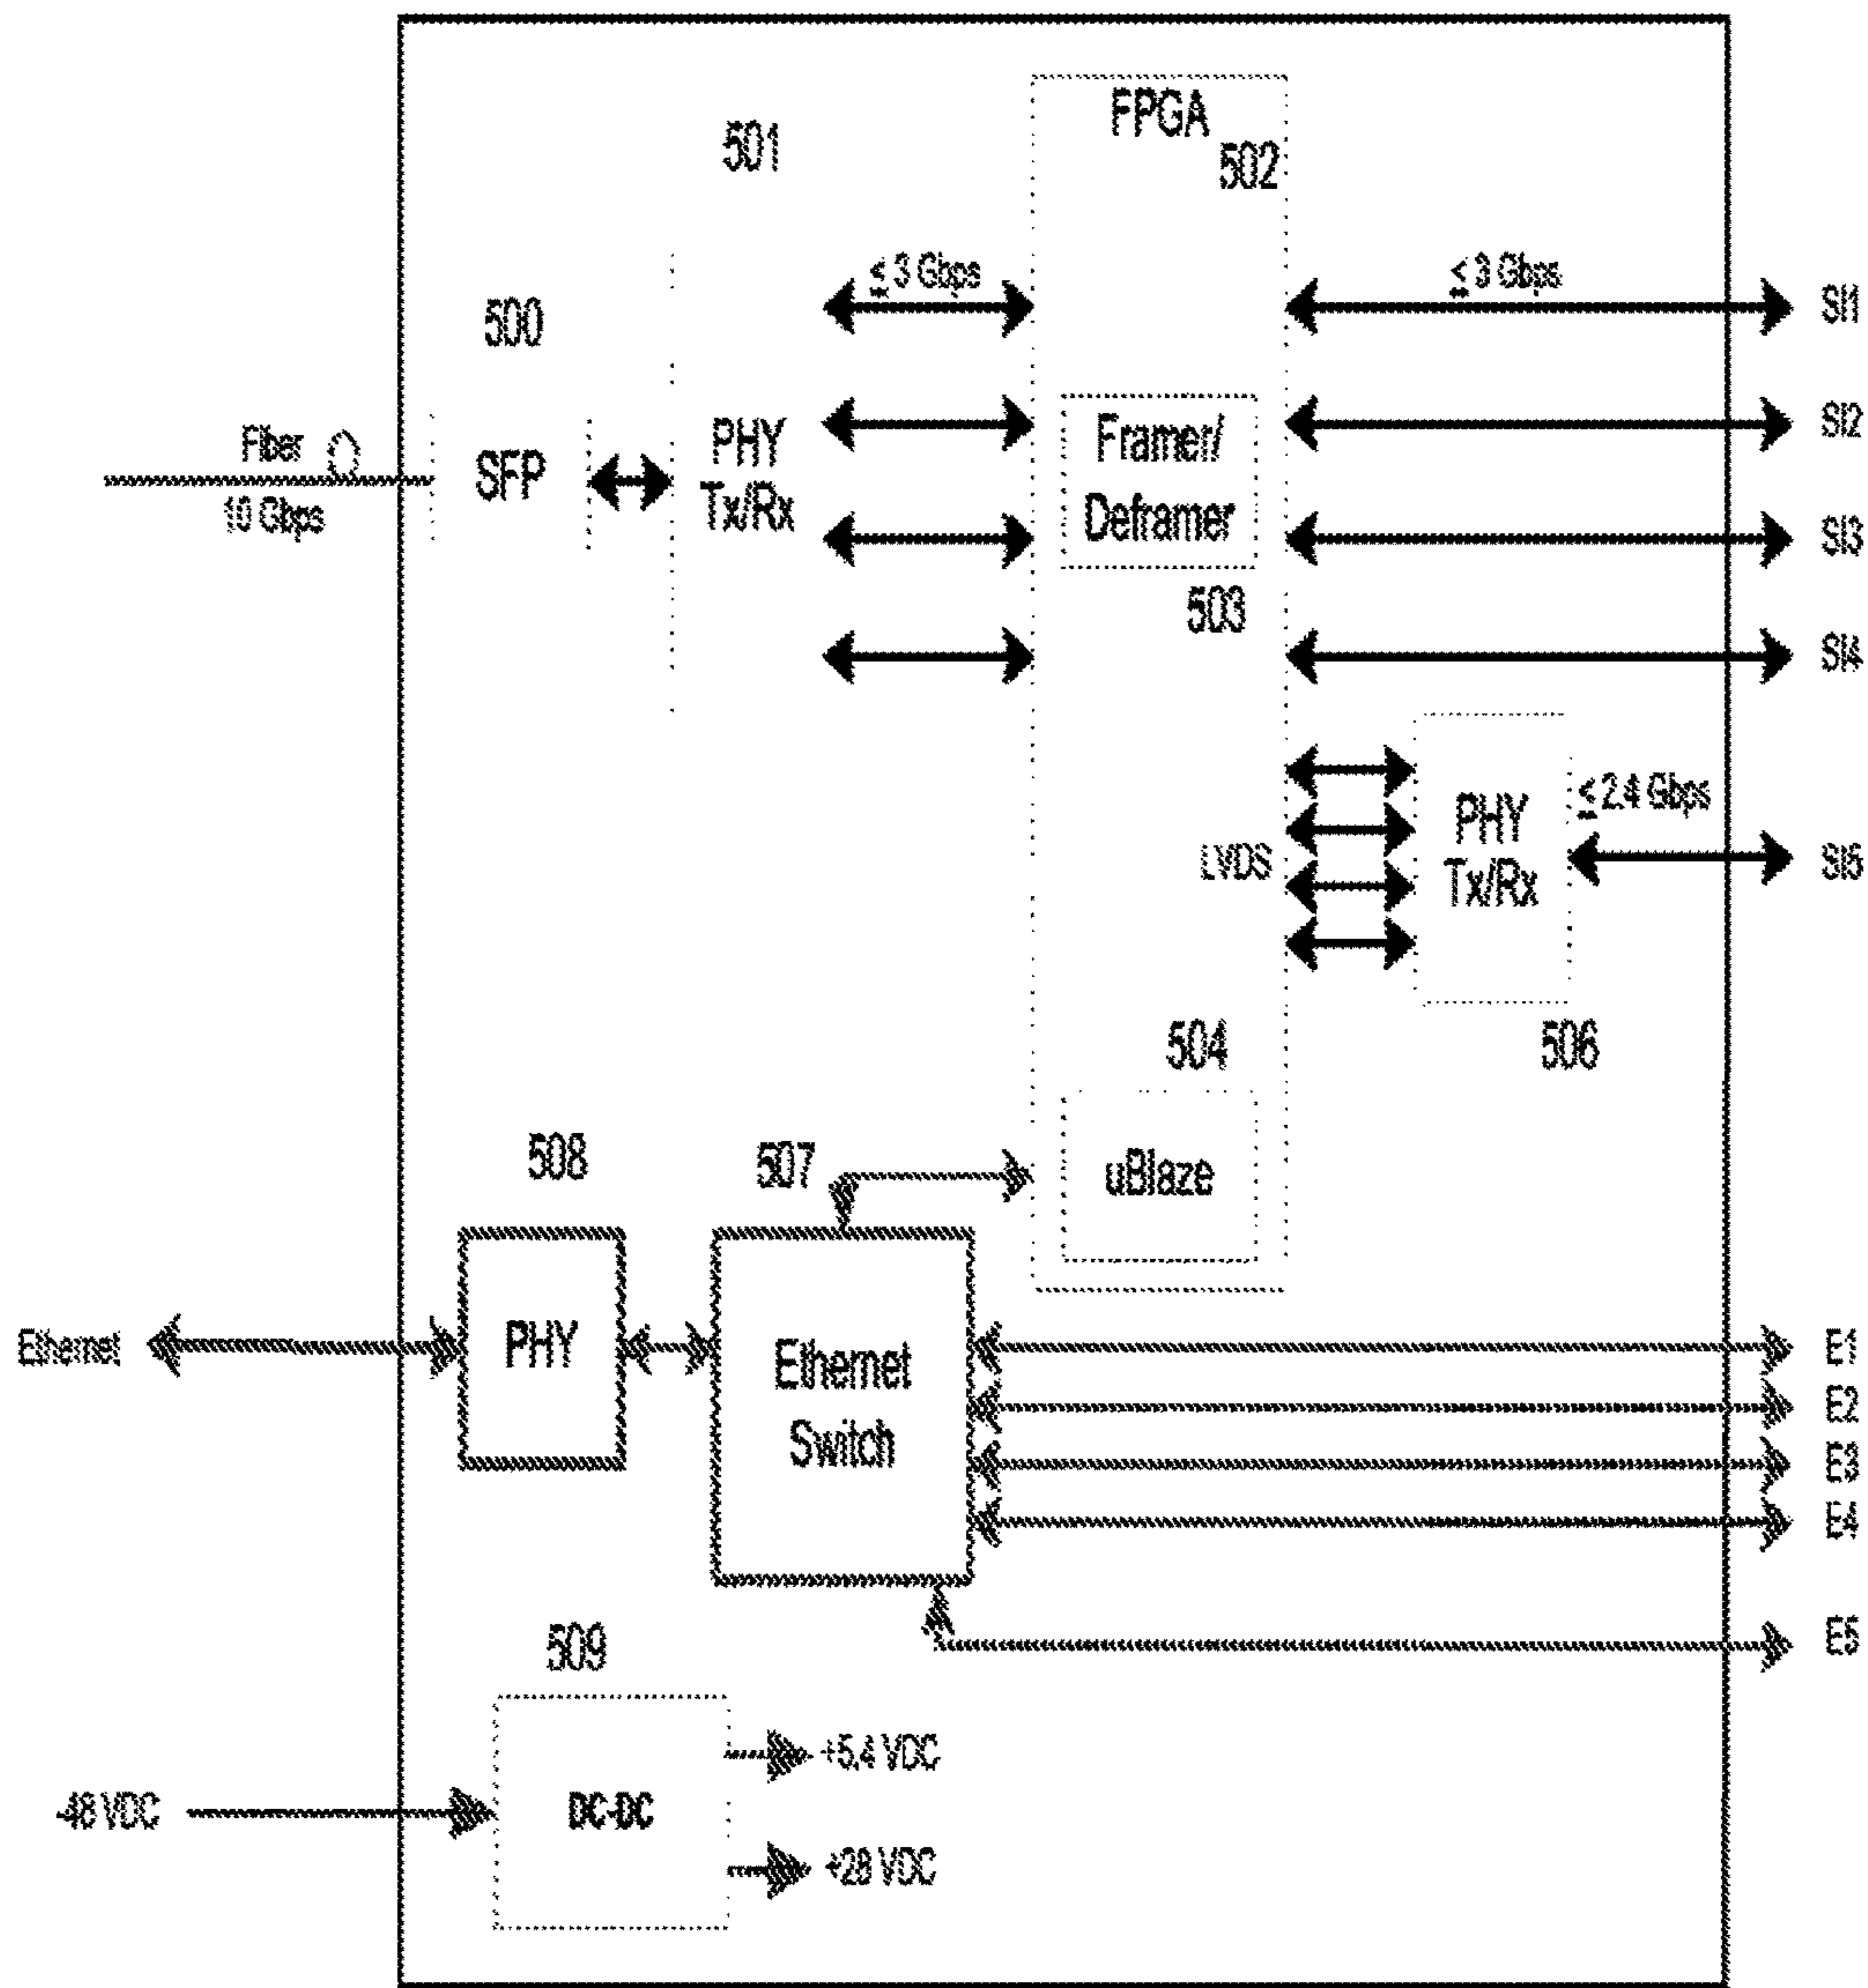 FPGA
501
502
≤ 3 Gbps
≤ 3 Gbps
SI1
500
Fiber
10 Gbps
SFP
PHY
Tx/Rx
Framer/
Deframer
SI2
SI3
503
SI4
LVDS
PHY
Tx/Rx
≤ 2.4 Gbps
SI5
504
506
508
507
uBlaze
Ethernet
PHY
Ethernet
Switch
E1
E2
E3
E4
E5
509
-48 VDC
DC-DC
+5.4 VDC
+28 VDC